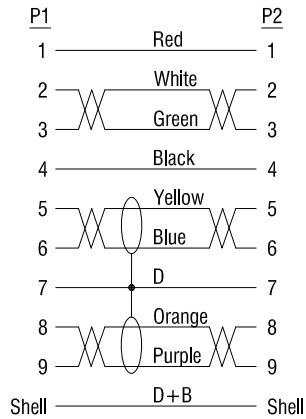 P1 P2
1 Red 1
2 White 2
3 Green 3
4 Black 4
5 Yellow 5
6 Blue 6
7 D 7
8 Orange 8
9 Purple 9
Shell D+B Shell